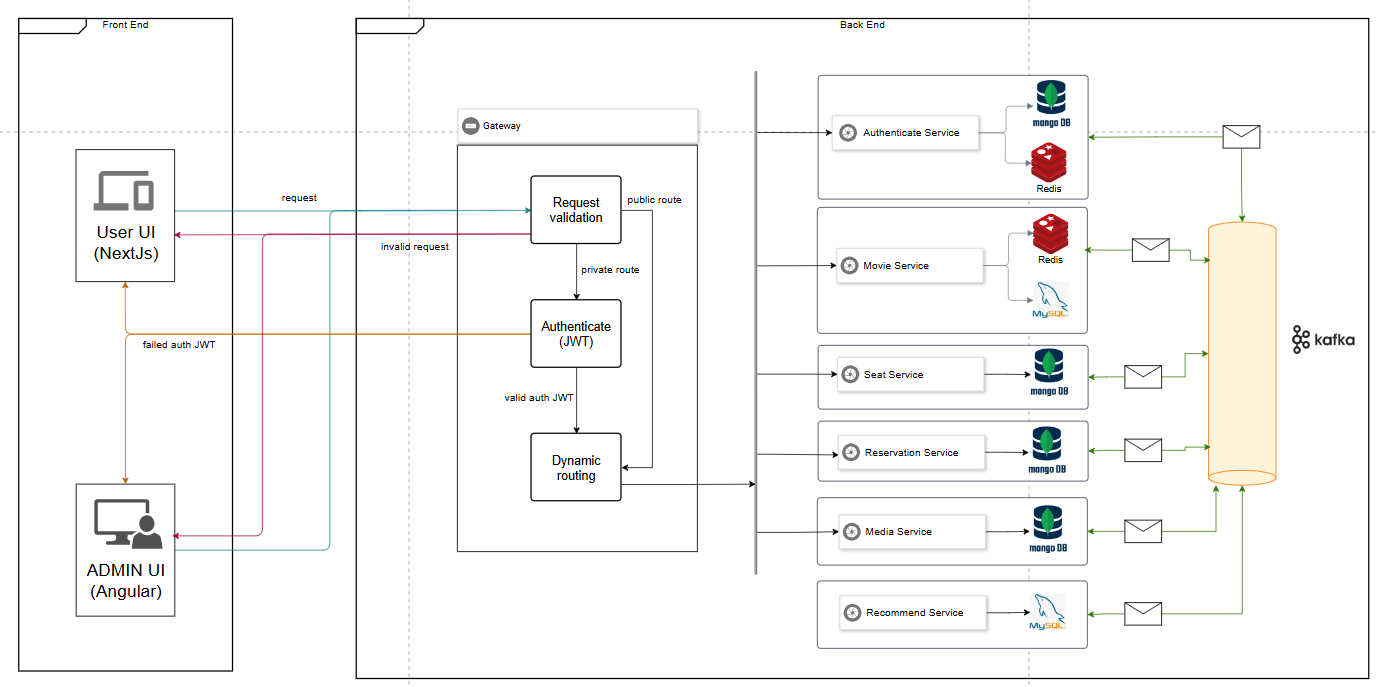 Front End
Back End
Gateway
User UI
(NextJs)
request
invalid request
failed auth JWT
ADMIN UI
(Angular)
Request
validation
public route
private route
Authenticate
(JWT)
valid auth JWT
Dynamic
routing
Authenticate Service
mongo DB
Redis
Movie Service
Redis
MySQL
Seat Service
mongo DB
Reservation Service
mongo DB
Media Service
mongo DB
Recommend Service
MySQL
kafka